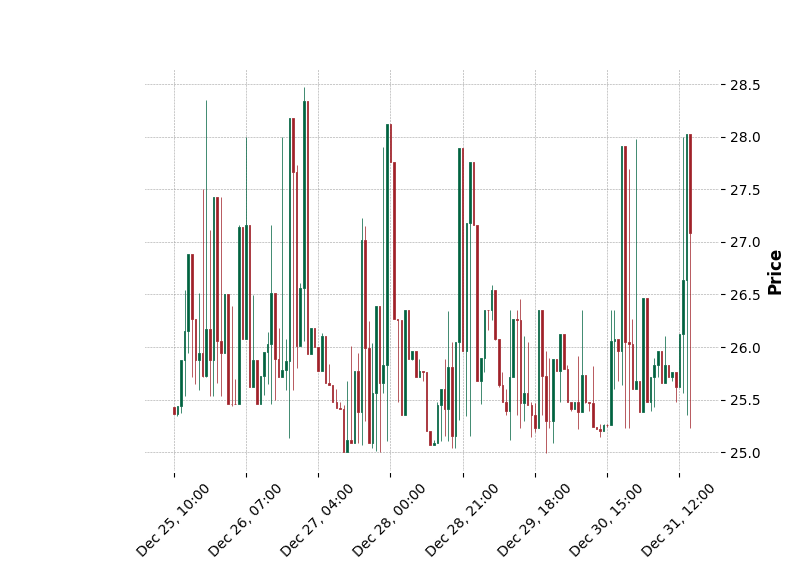 28.5
28.0
27.5
27.0
26.5
26.0
25.5
25.0
Price
Dec 25, 10:00
Dec 26, 07:00
Dec 27, 04:00
Dec 28, 00:00
Dec 28, 21:00
Dec 29, 18:00
Dec 30, 15:00
Dec 31, 12:00